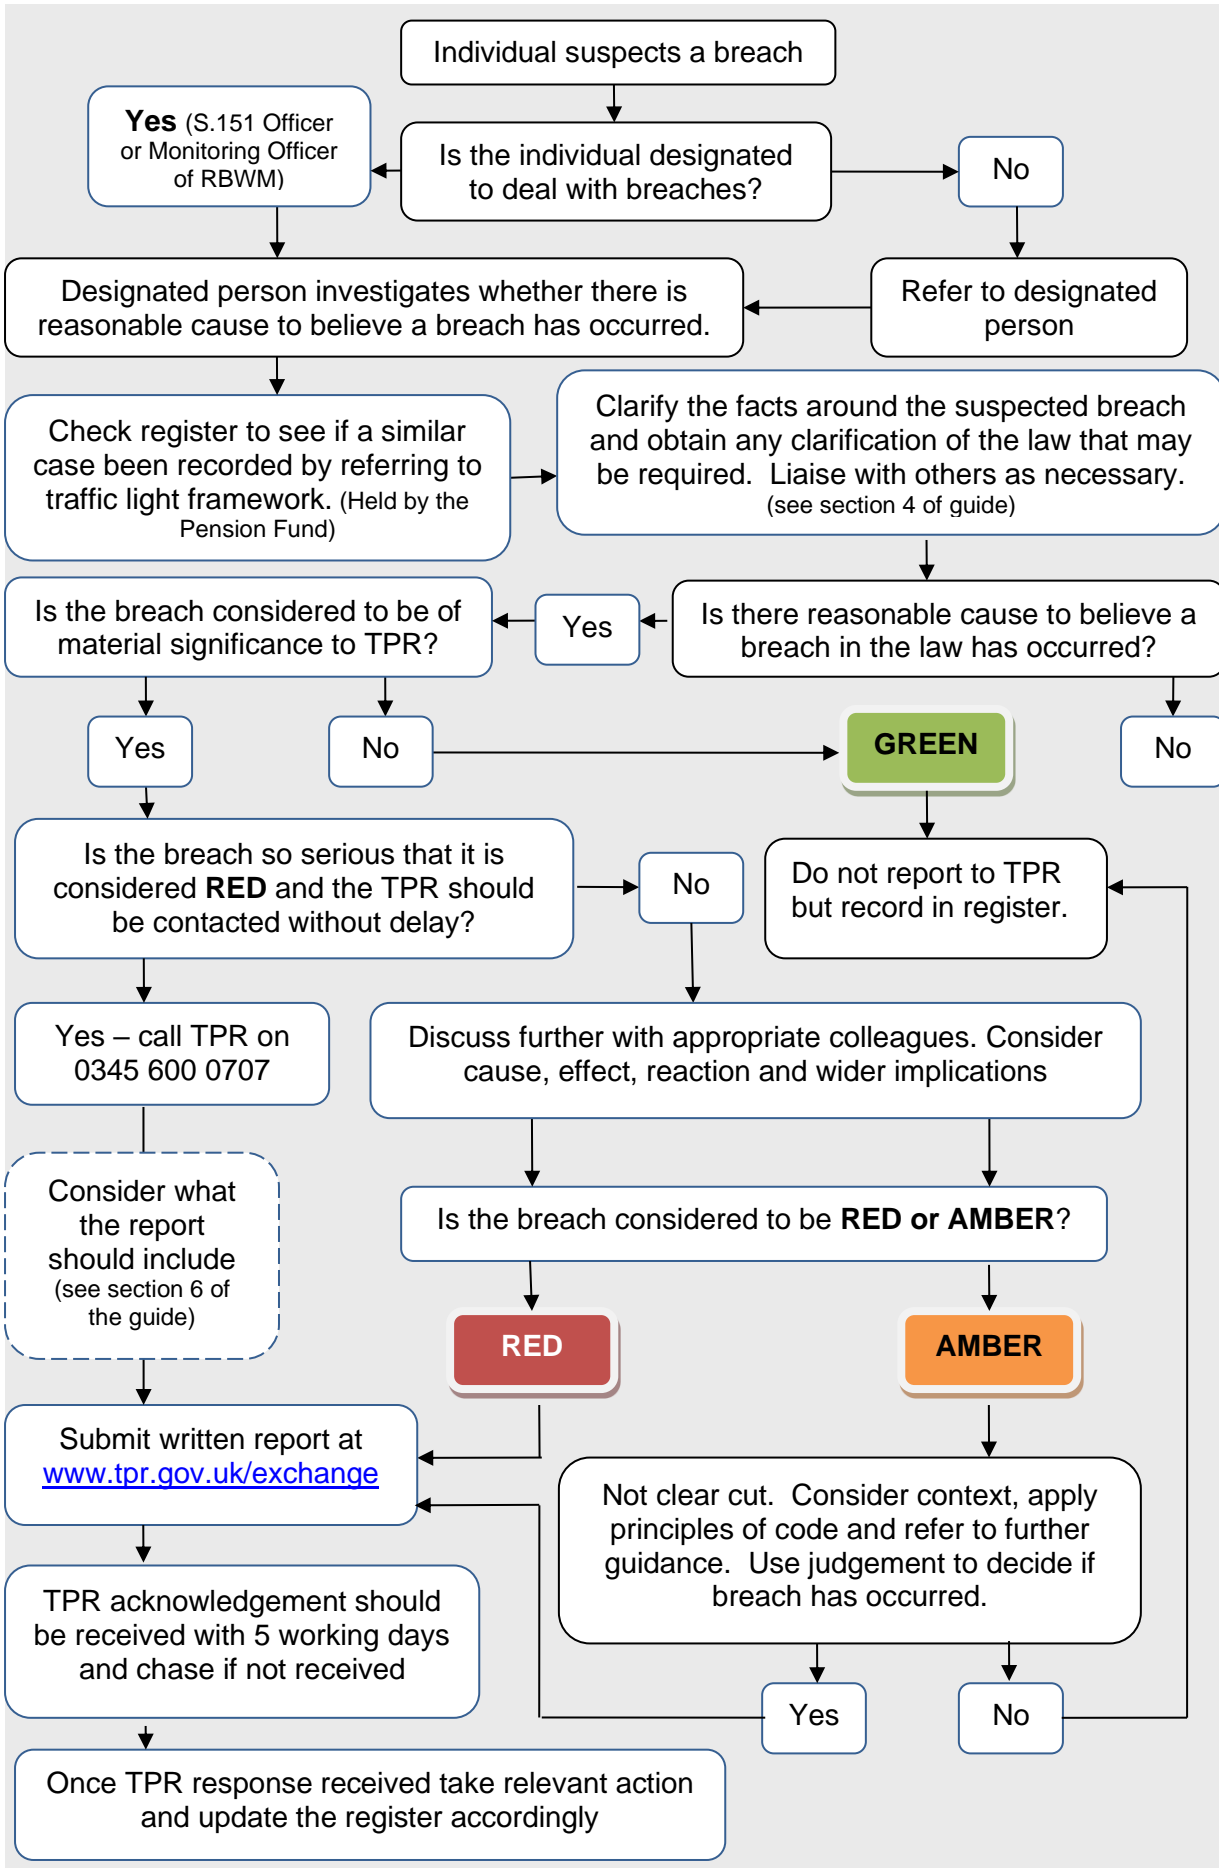 Individual suspects a breach
Yes (S.151 Officer
or Monitoring Officer
of RBWM)
Is the individual designated
to deal with breaches?
No
Designated person investigates whether there is
reasonable cause to believe a breach has occurred.
Refer to designated
person
Check register to see if a similar
case been recorded by referring to
traffic light framework. (Held by the
Pension Fund)
Clarify the facts around the suspected breach
and obtain any clarification of the law that may
be required.  Liaise with others as necessary.
(see section 4 of guide)
Is the breach considered to be of
material significance to TPR?
Yes
Is there reasonable cause to believe a
breach in the law has occurred?
Yes
No
GREEN
No
Is the breach so serious that it is
considered RED and the TPR should
be contacted without delay?
No
Do not report to TPR
but record in register.
Yes – call TPR on
0345 600 0707
Discuss further with appropriate colleagues. Consider
cause, effect, reaction and wider implications
Consider what
the report
should include
(see section 6 of
the guide)
Is the breach considered to be RED or AMBER?
RED
AMBER
Submit written report at
www.tpr.gov.uk/exchange
Not clear cut.  Consider context, apply
principles of code and refer to further
guidance.  Use judgement to decide if
breach has occurred.
TPR acknowledgement should
be received with 5 working days
and chase if not received
Yes
No
Once TPR response received take relevant action
and update the register accordingly